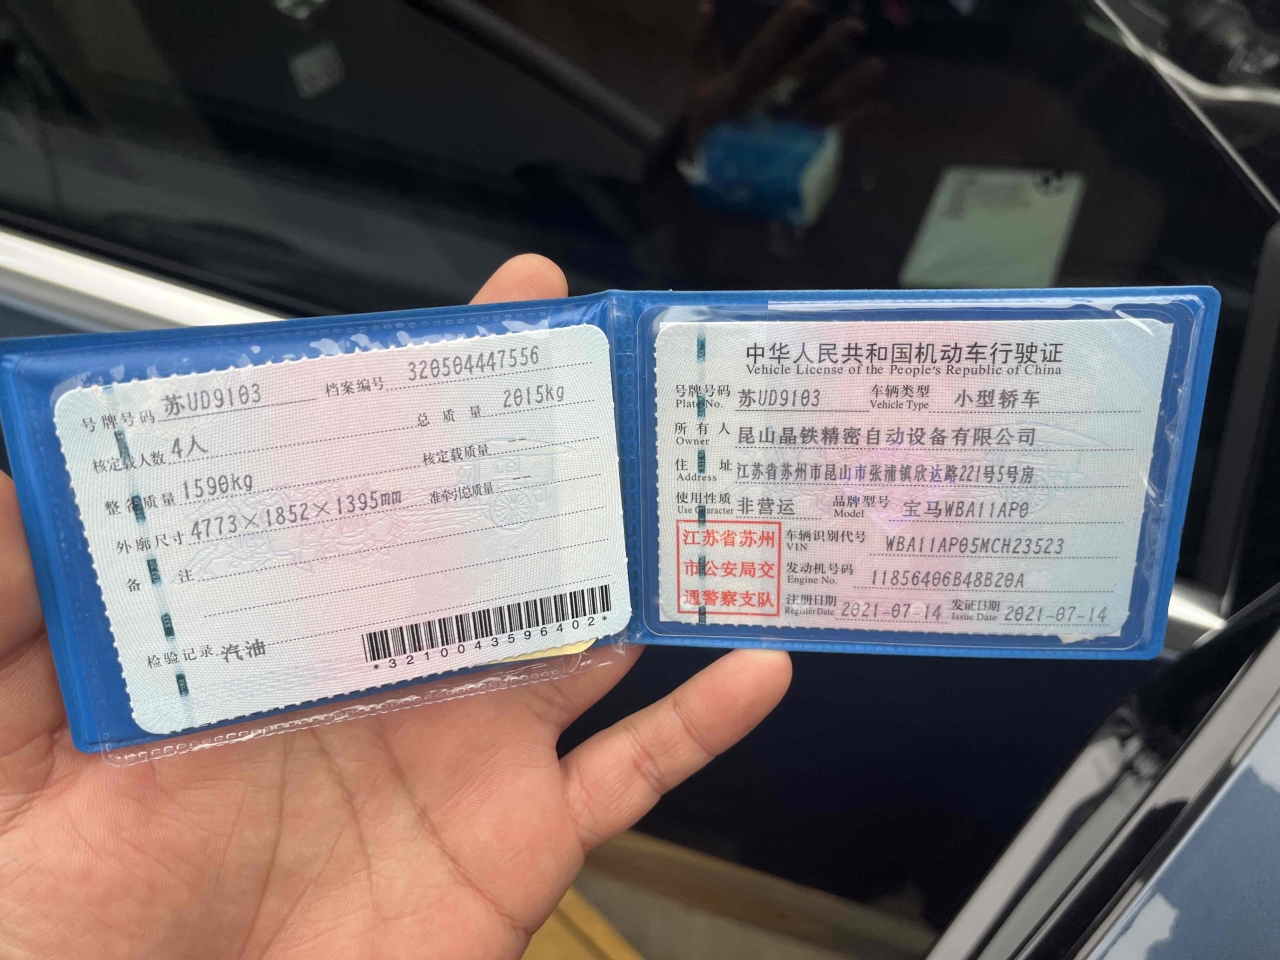 号牌号码 苏UD9103 档案编号 320504447556
核定载人数 4人 总质量 2015kg
整备质量 1590kg 核定载质量 --
外廓尺寸 4773×1852×1395mm 准牵引总质量 --
备注
检验记录 汽油
*3210043596402*
中华人民共和国机动车行驶证
Vehicle License of the People's Republic of China
号牌号码 苏UD9103 车辆类型 小型轿车
Plate No. Vehicle Type
所有人 昆山晶铁精密自动设备有限公司
Owner
住址 江苏省苏州市昆山市张浦镇欣达路221号5号房
Address
使用性质 非营运 品牌型号 宝马WBA11AP0
Use Character Model
江苏省苏州
市公安局交
通警察支队
车辆识别代号 WBA11AP05MCH23523
VIN
发动机号码 11856406B48B20A
Engine No.
注册日期 2021-07-14 发证日期 2021-07-14
Register Date Issue Date